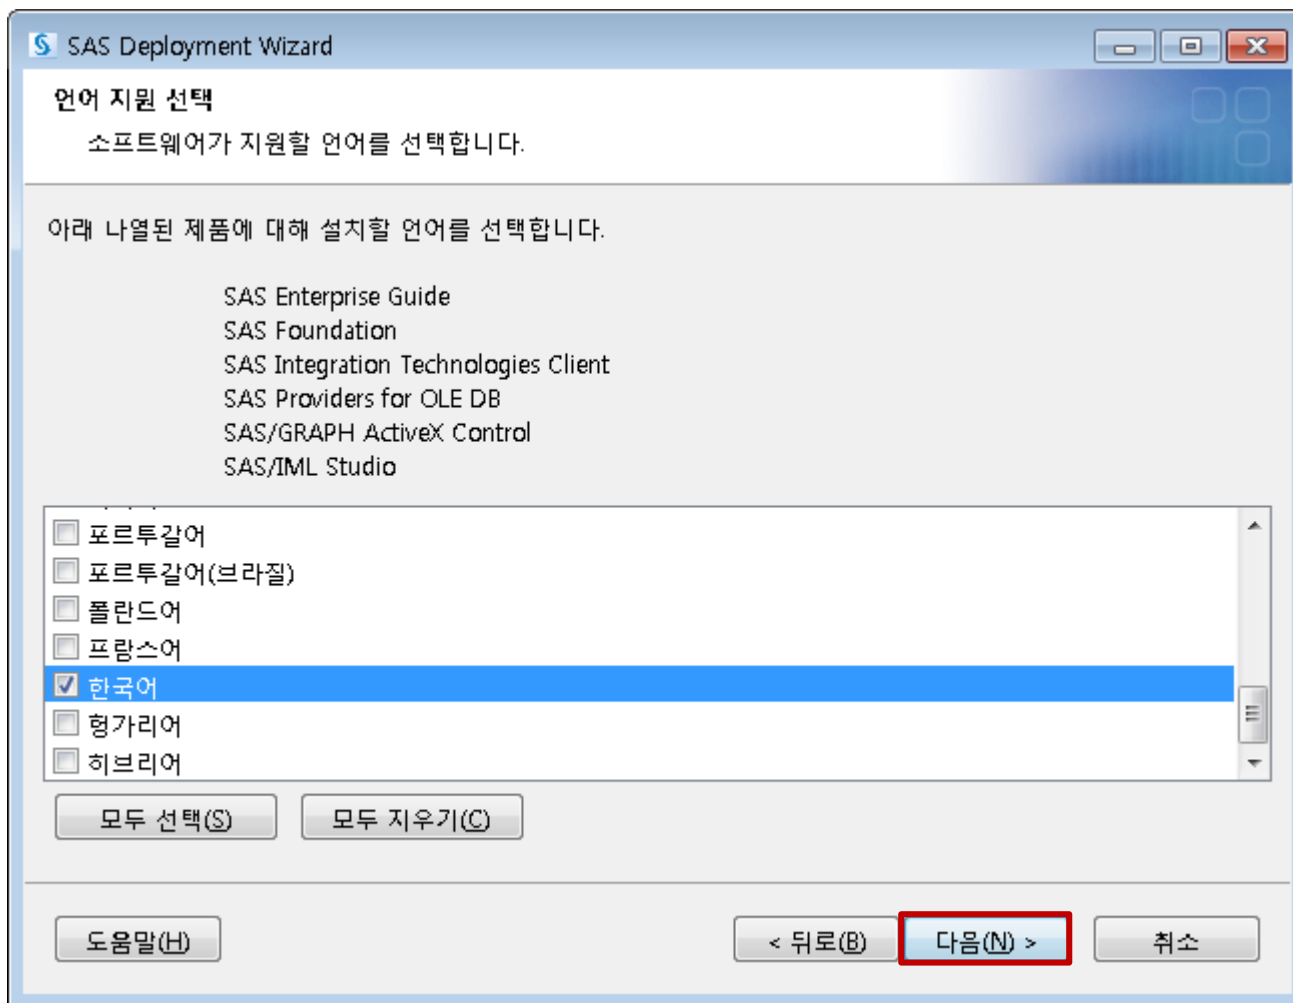 SAS Deployment Wizard
언어 지원 선택
소프트웨어가 지원할 언어를 선택합니다.
아래 나열된 제품에 대해 설치할 언어를 선택합니다.
SAS Enterprise Guide
SAS Foundation
SAS Integration Technologies Client
SAS Providers for OLE DB
SAS/GRAPH ActiveX Control
SAS/IML Studio
포르투갈어
포르투갈어(브라질)
폴란드어
프랑스어
한국어
헝가리어
히브리어
모두 선택(S) 모두 지우기(C)
도움말(H) < 뒤로(B) 다음(N) > 취소